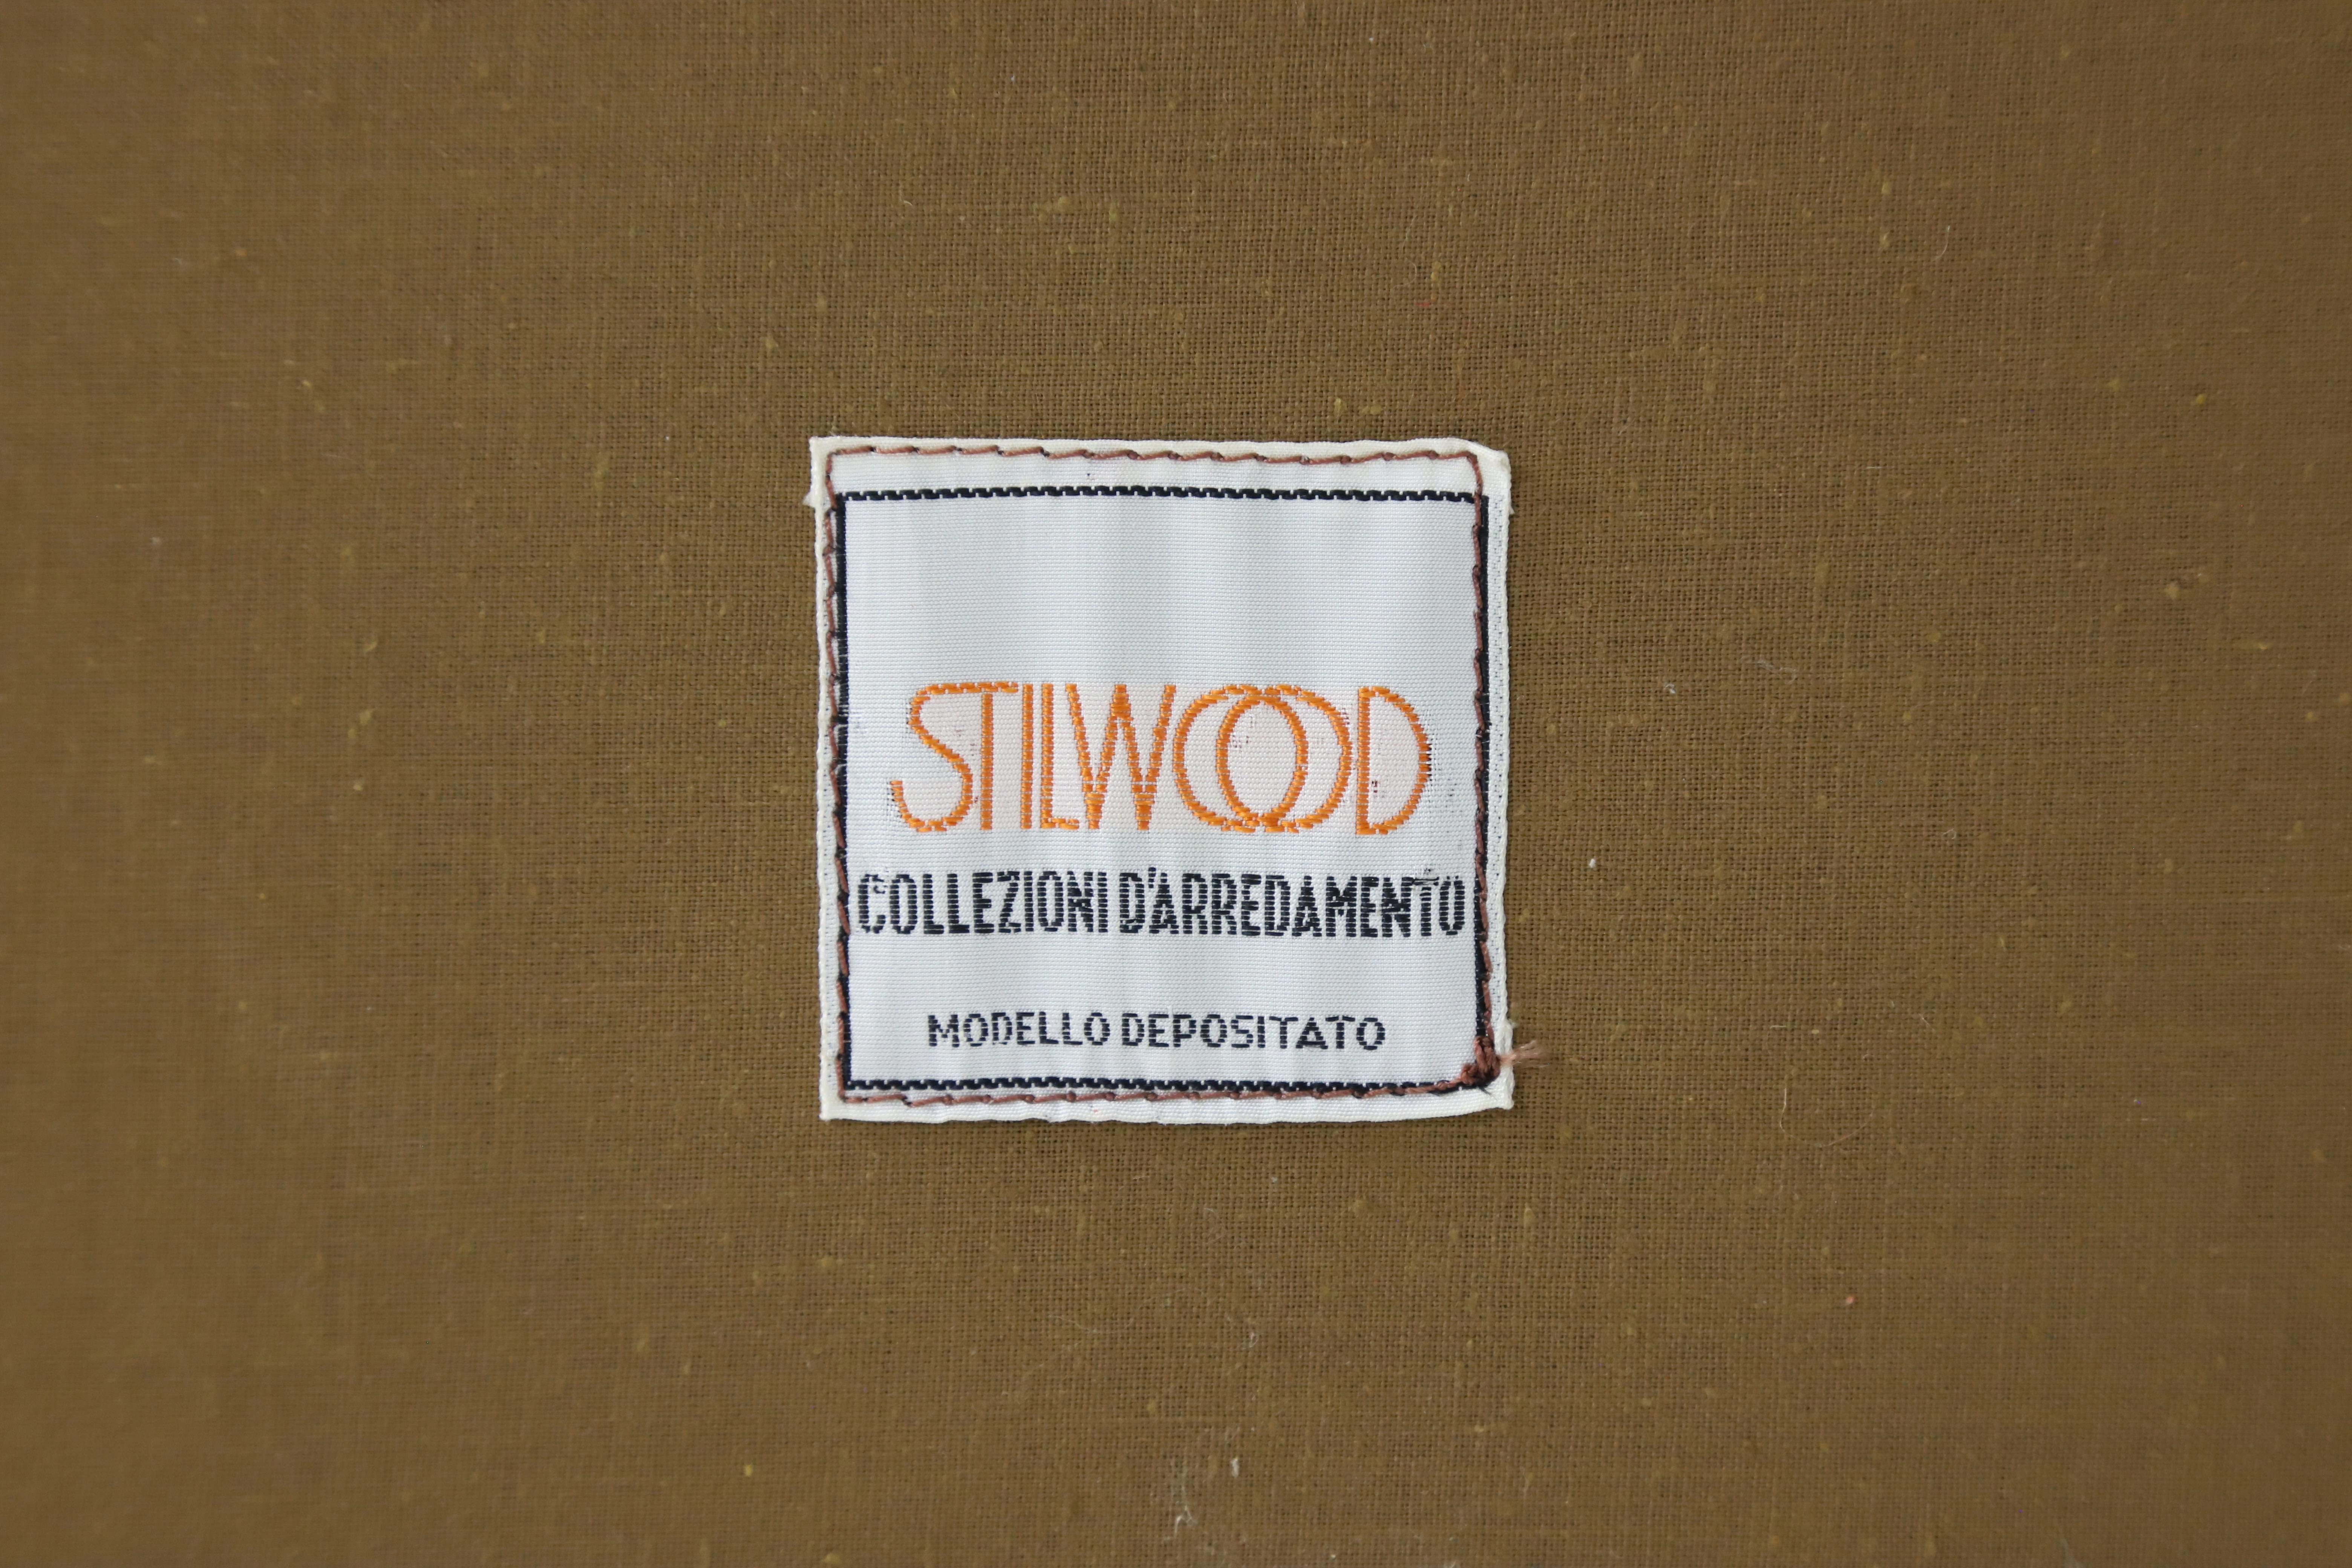 STILWOOD
COLLEZIONI D'ARREDAMENTO
MODELLO DEPOSITATO